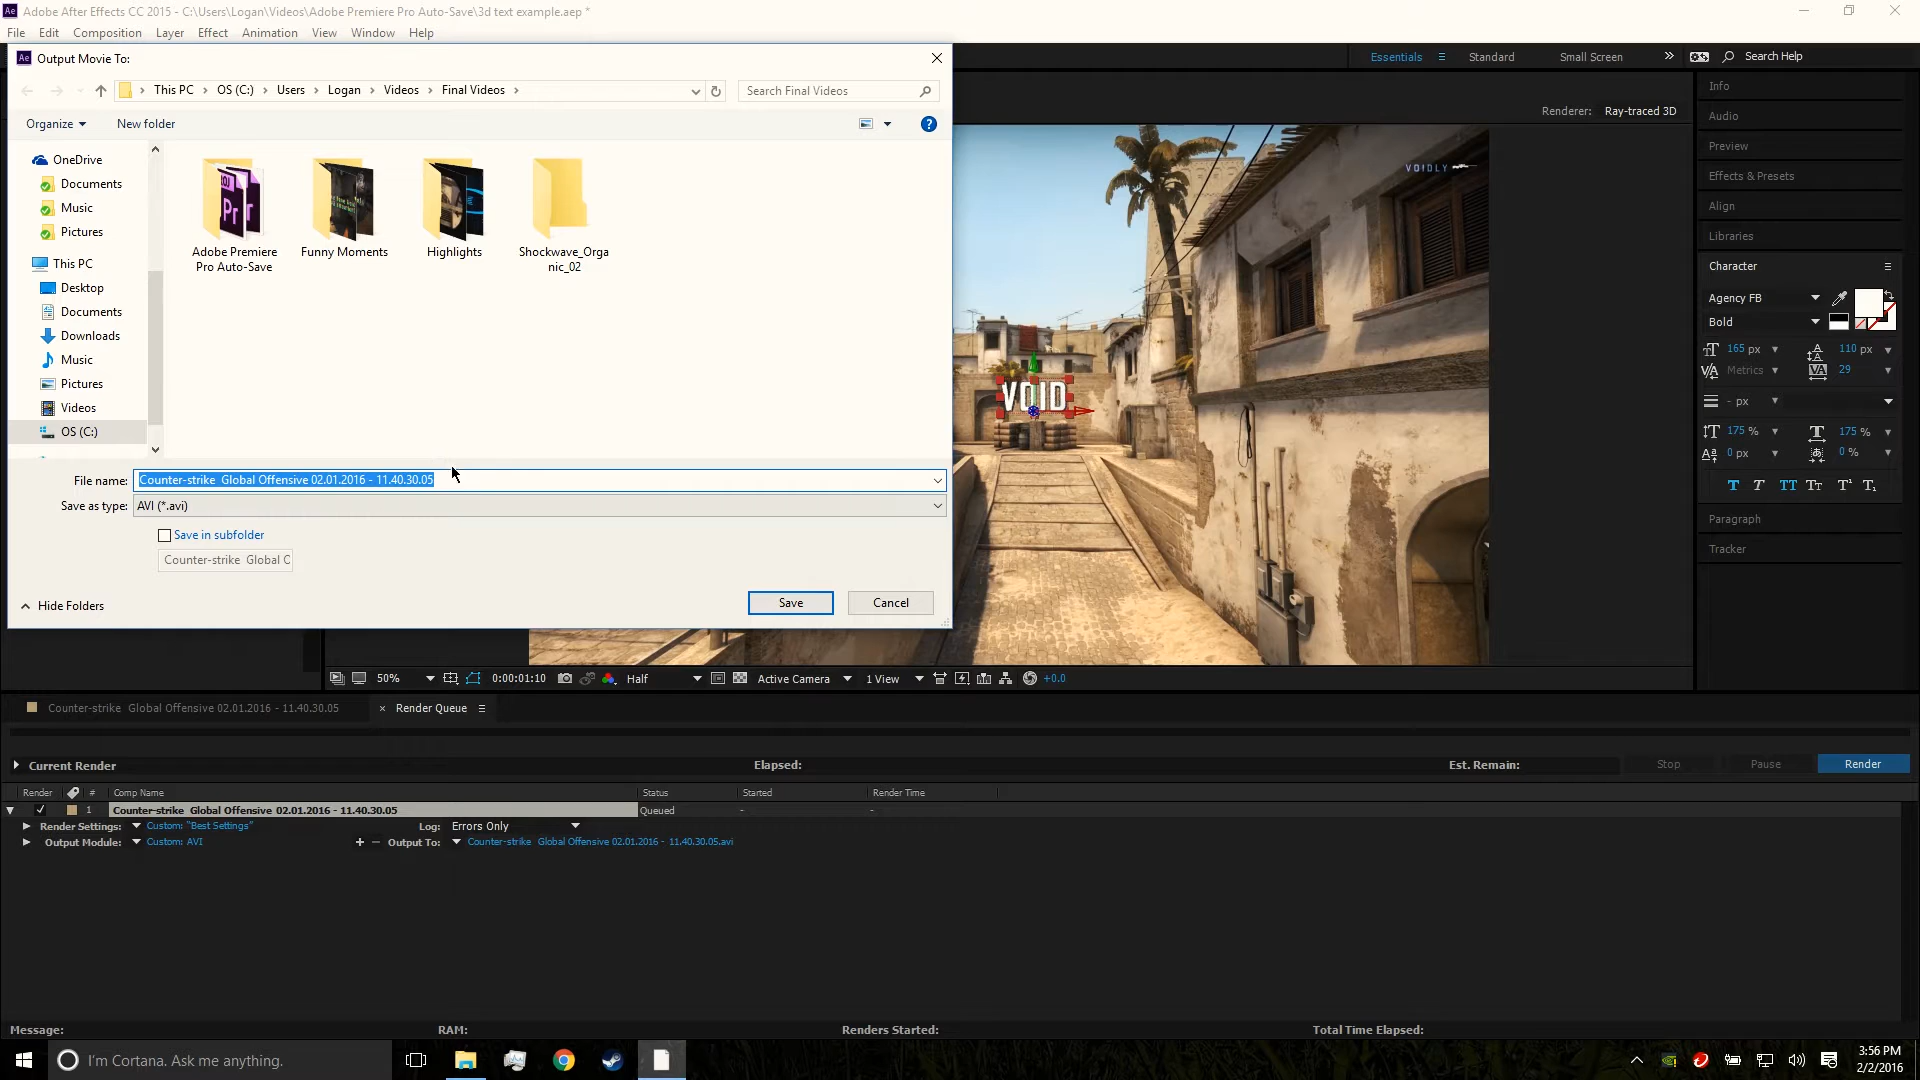 Ae Adobe After Effects CC 2015 - C:\Users\Logan\Videos\Adobe Premiere Pro Auto-Save\3d text example.aep *
File Edit Composition Layer Effect Animation View Window Help
Ae Output Movie To:
Essentials Standard Small Screen Search Help
This PC > OS (C:) > Users > Logan > Videos > Final Videos >
Search Final Videos
Organize New folder
Renderer: Ray-traced 3D
OneDrive
Documents
Music
Pictures
This PC
Desktop
Documents
Downloads
Music
Pictures
Videos
OS (C:)
Adobe Premiere
Pro Auto-Save
Funny Moments
Highlights
Shockwave_Orga
nic_02
File name: Counter-strike  Global Offensive 02.01.2016 - 11.40.30.05
Save as type: AVI (*.avi)
Save in subfolder
Counter-strike  Global C
Hide Folders
Save
Cancel
VOIDLY
VOID
Info
Audio
Preview
Effects & Presets
Align
Libraries
Character
Agency FB
Bold
165 px 110 px
Metrics 29
- px
175 % 175 %
0 px 0 %
T T TT Tt T¹ T₁
Paragraph
Tracker
50% 0:00:01:10 Half Active Camera 1 View +0.0
Counter-strike  Global Offensive 02.01.2016 - 11.40.30.05
× Render Queue
Current Render
Elapsed:
Est. Remain:
Stop
Pause
Render
Render # Comp Name Status Started Render Time
1 Counter-strike  Global Offensive 02.01.2016 - 11.40.30.05 Queued - -
Render Settings: Custom: "Best Settings" Log: Errors Only
Output Module: Custom: AVI + − Output To: Counter-strike  Global Offensive 02.01.2016 - 11.40.30.05.avi
Message: RAM: Renders Started: Total Time Elapsed:
I'm Cortana. Ask me anything.
3:56 PM
2/2/2016